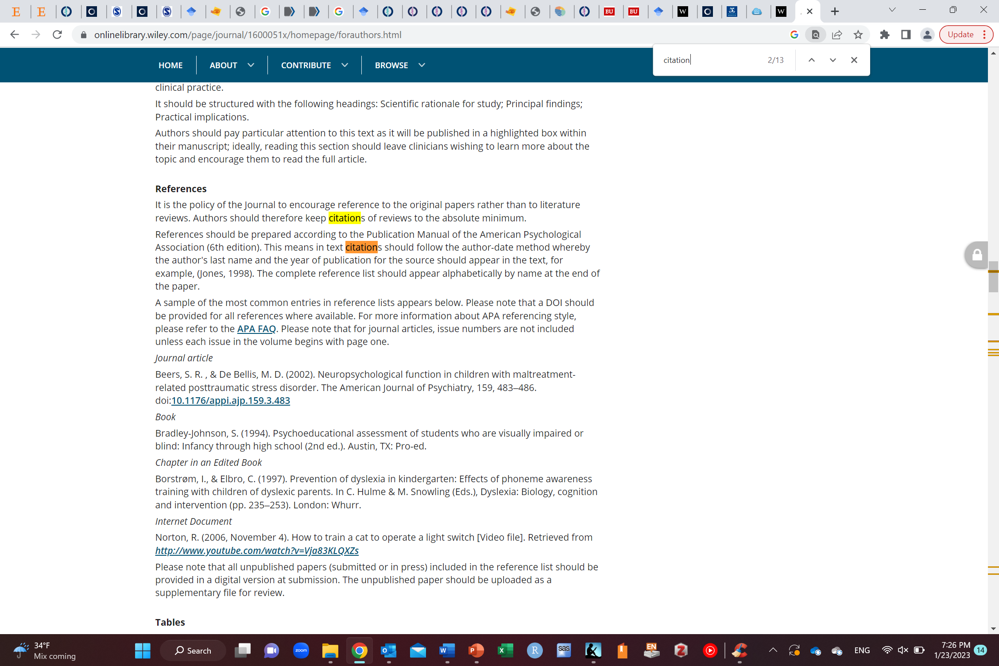 onlinelibrary.wiley.com/page/journal/1600051x/homepage/forauthors.html
Update
citation
2/13
HOME
ABOUT
CONTRIBUTE
BROWSE
clinical practice.
It should be structured with the following headings: Scientific rationale for study; Principal findings;
Practical implications.
Authors should pay particular attention to this text as it will be published in a highlighted box within
their manuscript; ideally, reading this section should leave clinicians wishing to learn more about the
topic and encourage them to read the full article.
References
It is the policy of the Journal to encourage reference to the original papers rather than to literature
reviews. Authors should therefore keep citations of reviews to the absolute minimum.
References should be prepared according to the Publication Manual of the American Psychological
Association (6th edition). This means in text citations should follow the author-date method whereby
the author's last name and the year of publication for the source should appear in the text, for
example, (Jones, 1998). The complete reference list should appear alphabetically by name at the end of
the paper.
A sample of the most common entries in reference lists appears below. Please note that a DOI should
be provided for all references where available. For more information about APA referencing style,
please refer to the APA FAQ. Please note that for journal articles, issue numbers are not included
unless each issue in the volume begins with page one.
Journal article
Beers, S. R. , & De Bellis, M. D. (2002). Neuropsychological function in children with maltreatment-
related posttraumatic stress disorder. The American Journal of Psychiatry, 159, 483–486.
doi:10.1176/appi.ajp.159.3.483
Book
Bradley-Johnson, S. (1994). Psychoeducational assessment of students who are visually impaired or
blind: Infancy through high school (2nd ed.). Austin, TX: Pro-ed.
Chapter in an Edited Book
Borstrøm, I., & Elbro, C. (1997). Prevention of dyslexia in kindergarten: Effects of phoneme awareness
training with children of dyslexic parents. In C. Hulme & M. Snowling (Eds.), Dyslexia: Biology, cognition
and intervention (pp. 235–253). London: Whurr.
Internet Document
Norton, R. (2006, November 4). How to train a cat to operate a light switch [Video file]. Retrieved from
http://www.youtube.com/watch?v=Vja83KLQXZs
Please note that all unpublished papers (submitted or in press) included in the reference list should be
provided in a digital version at submission. The unpublished paper should be uploaded as a
supplementary file for review.
Tables
34°F
Mix coming
Search
zoom
sas
EN
ENG
7:26 PM
1/23/2023
14